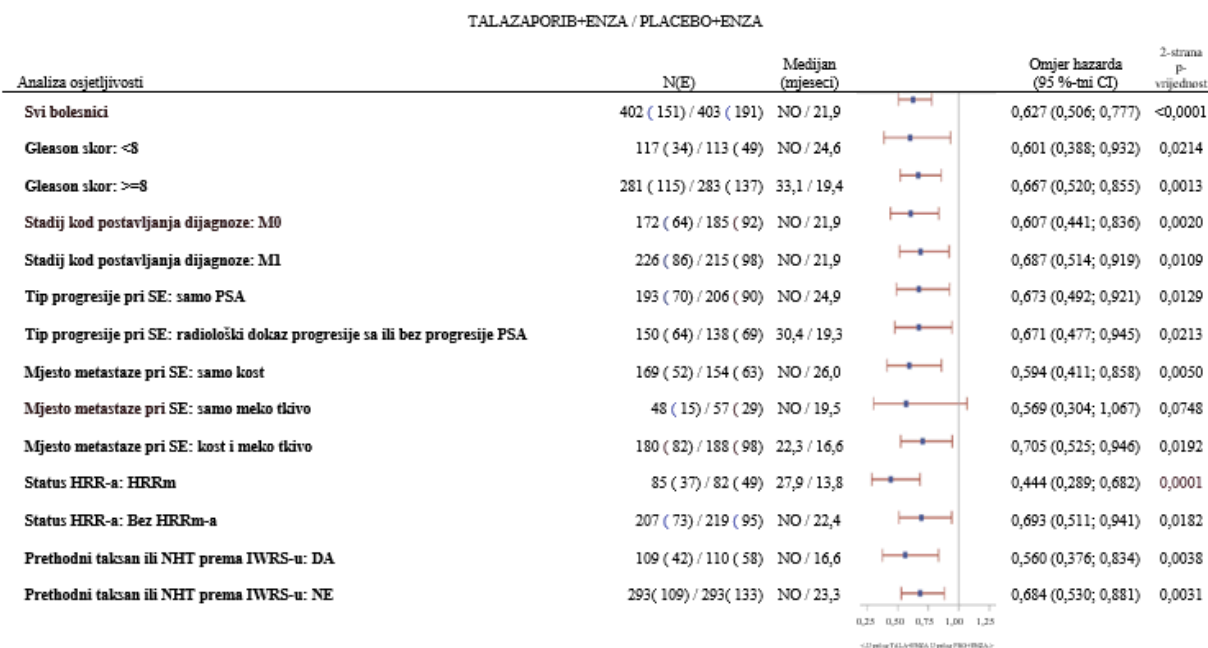 TALAZAPORIB+ENZA / PLACEBO+ENZA
Analiza osjetljivosti N(E) Medijan (mjeseci) Omjer hazarda (95 %-tni CI) 2-strana p-vrijednost
Svi bolesnici 402 ( 151) / 403 ( 191) NO / 21,9 0,627 (0,506; 0,777) <0,0001
Gleason skor: <8 117 ( 34) / 113 ( 49) NO / 24,6 0,601 (0,388; 0,932) 0,0214
Gleason skor: >=8 281 ( 115) / 283 ( 137) 33,1 / 19,4 0,667 (0,520; 0,855) 0,0013
Stadij kod postavljanja dijagnoze: M0 172 ( 64) / 185 ( 92) NO / 21,9 0,607 (0,441; 0,836) 0,0020
Stadij kod postavljanja dijagnoze: M1 226 ( 86) / 215 ( 98) NO / 21,9 0,687 (0,514; 0,919) 0,0109
Tip progresije pri SE: samo PSA 193 ( 70) / 206 ( 90) NO / 24,9 0,673 (0,492; 0,921) 0,0129
Tip progresije pri SE: radiološki dokaz progresije sa ili bez progresije PSA 150 ( 64) / 138 ( 69) 30,4 / 19,3 0,671 (0,477; 0,945) 0,0213
Mjesto metastaze pri SE: samo kost 169 ( 52) / 154 ( 63) NO / 26,0 0,594 (0,411; 0,858) 0,0050
Mjesto metastaze pri SE: samo meko tkivo 48 ( 15) / 57 ( 29) NO / 19,5 0,569 (0,304; 1,067) 0,0748
Mjesto metastaze pri SE: kost i meko tkivo 180 ( 82) / 188 ( 98) 22,3 / 16,6 0,705 (0,525; 0,946) 0,0192
Status HRR-a: HRRm 85 ( 37) / 82 ( 49) 27,9 / 13,8 0,444 (0,289; 0,682) 0,0001
Status HRR-a: Bez HRRm-a 207 ( 73) / 219 ( 95) NO / 22,4 0,693 (0,511; 0,941) 0,0182
Prethodni taksan ili NHT prema IWRS-u: DA 109 ( 42) / 110 ( 58) NO / 16,6 0,560 (0,376; 0,834) 0,0038
Prethodni taksan ili NHT prema IWRS-u: NE 293( 109) / 293( 133) NO / 23,3 0,684 (0,530; 0,881) 0,0031
0,25 0,50 0,75 1,00 1,25